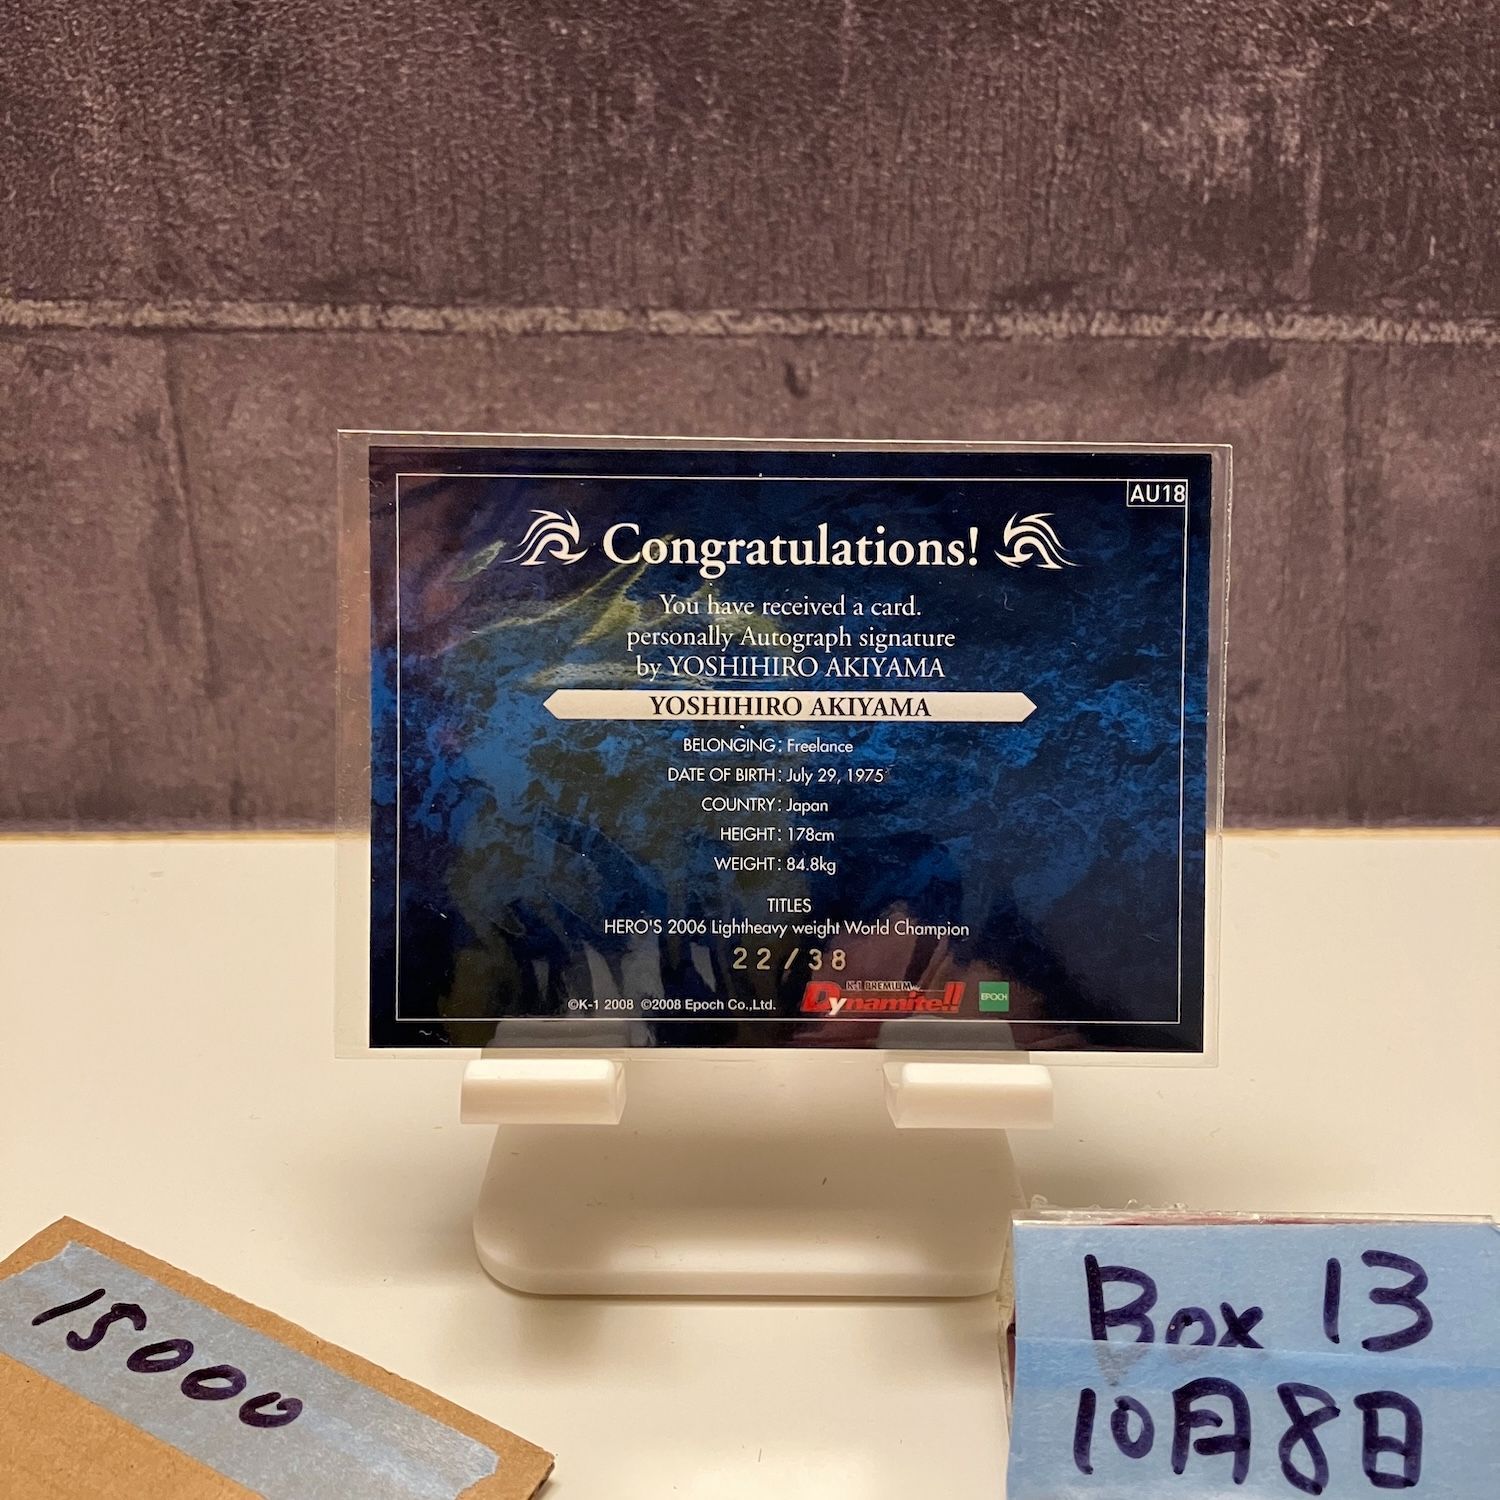 AU18
Congratulations!
You have received a card.
personally Autograph signature
by YOSHIHIRO AKIYAMA
YOSHIHIRO AKIYAMA
BELONGING: Freelance
DATE OF BIRTH: July 29, 1975
COUNTRY: Japan
HEIGHT: 178cm
WEIGHT: 84.8kg
TITLES
HERO'S 2006 Lightheavy weight World Champion
22/38
©K-1 2008 ©2008 Epoch Co.,Ltd.
K-1 PREMIUM
Dynamite!!
EPOCH
15000
Box 13
10月8日